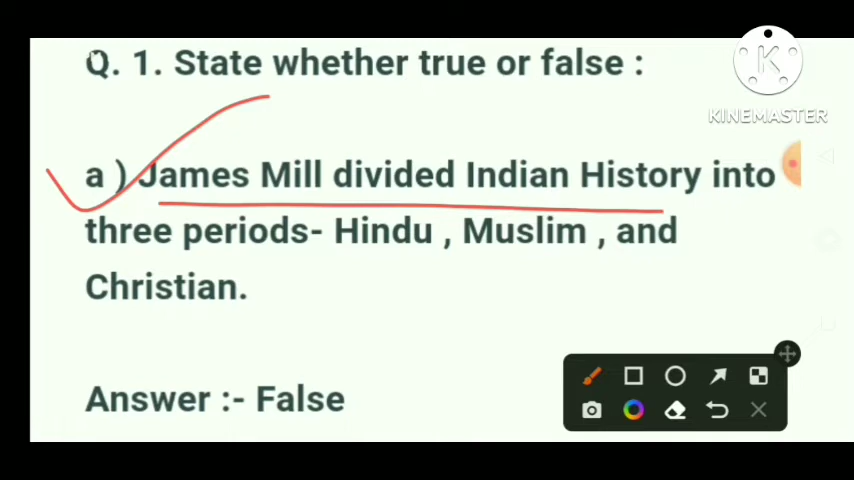 Q. 1. State whether true or false :
K
KINEMASTER
a ) James Mill divided Indian History into
three periods- Hindu , Muslim , and
Christian.
Answer :- False